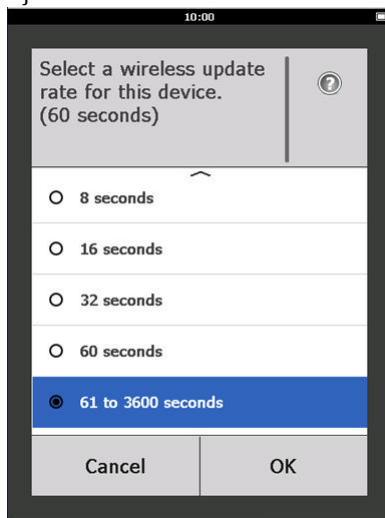 10:00
Select a wireless update
rate for this device.
(60 seconds)
?
8 seconds
16 seconds
32 seconds
60 seconds
61 to 3600 seconds
Cancel
OK